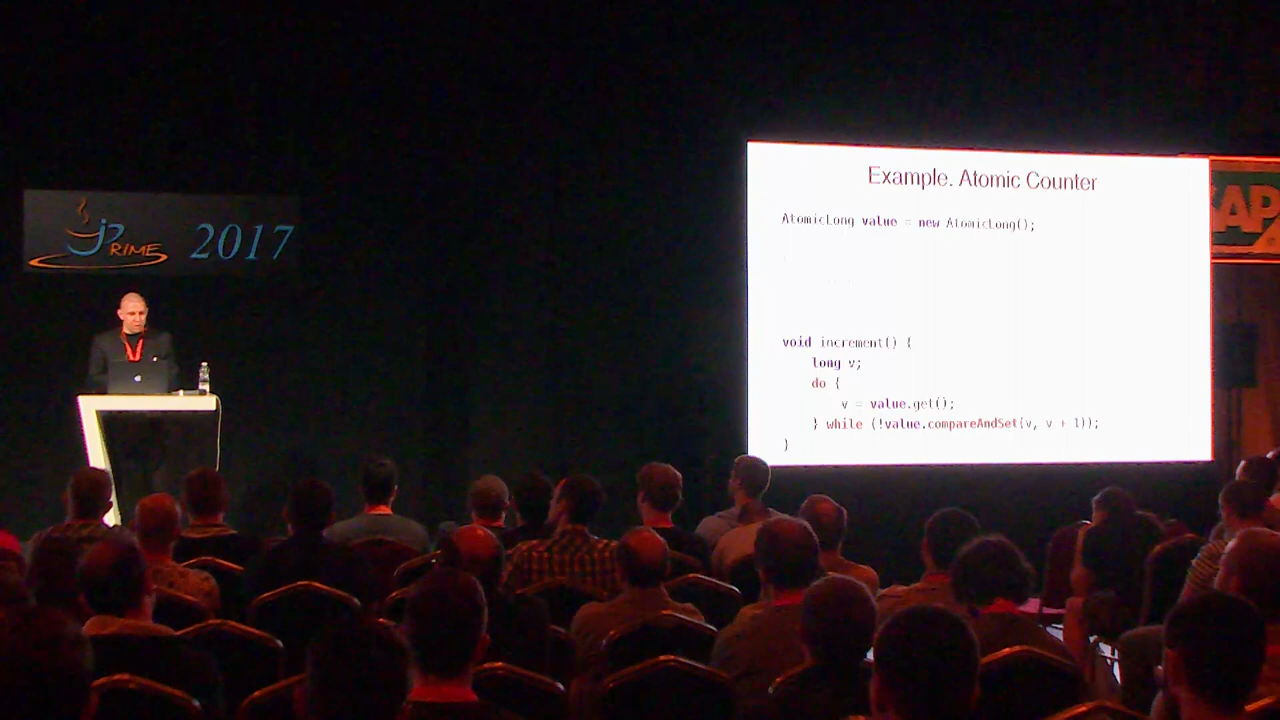 JPRIME 2017
Example. Atomic Counter
AtomicLong value = new AtomicLong();
void increment() {
long v;
do {
v = value.get();
} while (!value.compareAndSet(v, v + 1));
}
SAP